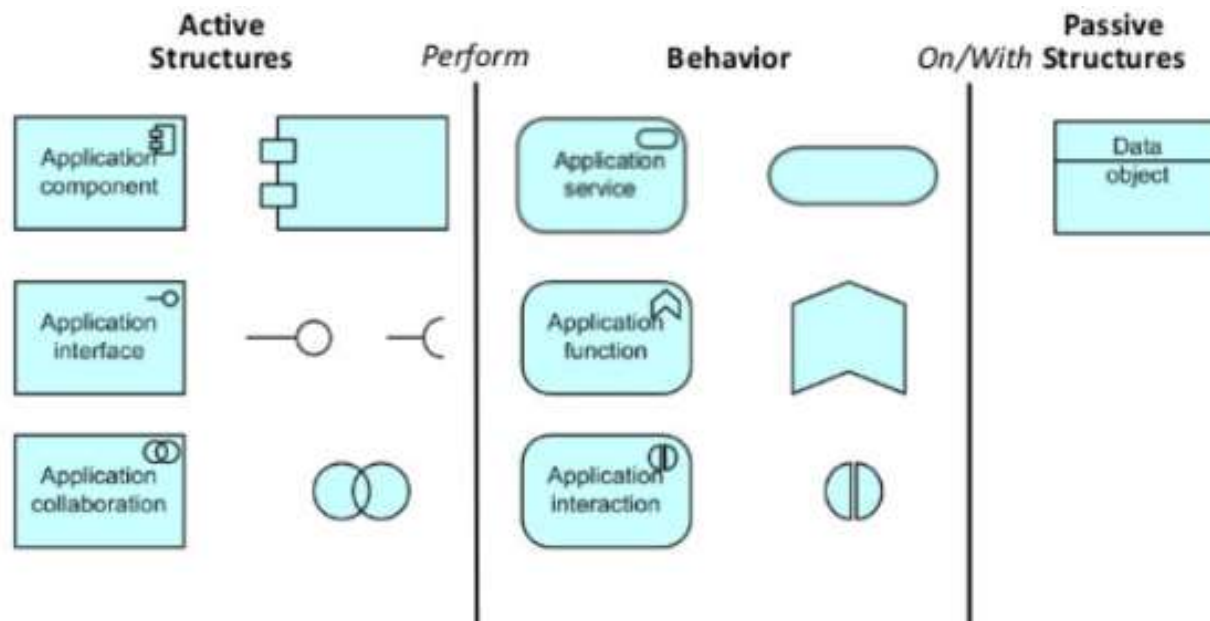 Active
Structures
Perform
Behavior
On/With
Passive
Structures
Application
component
Application
service
Data
object
Application
interface
Application
function
Application
collaboration
Application
interaction